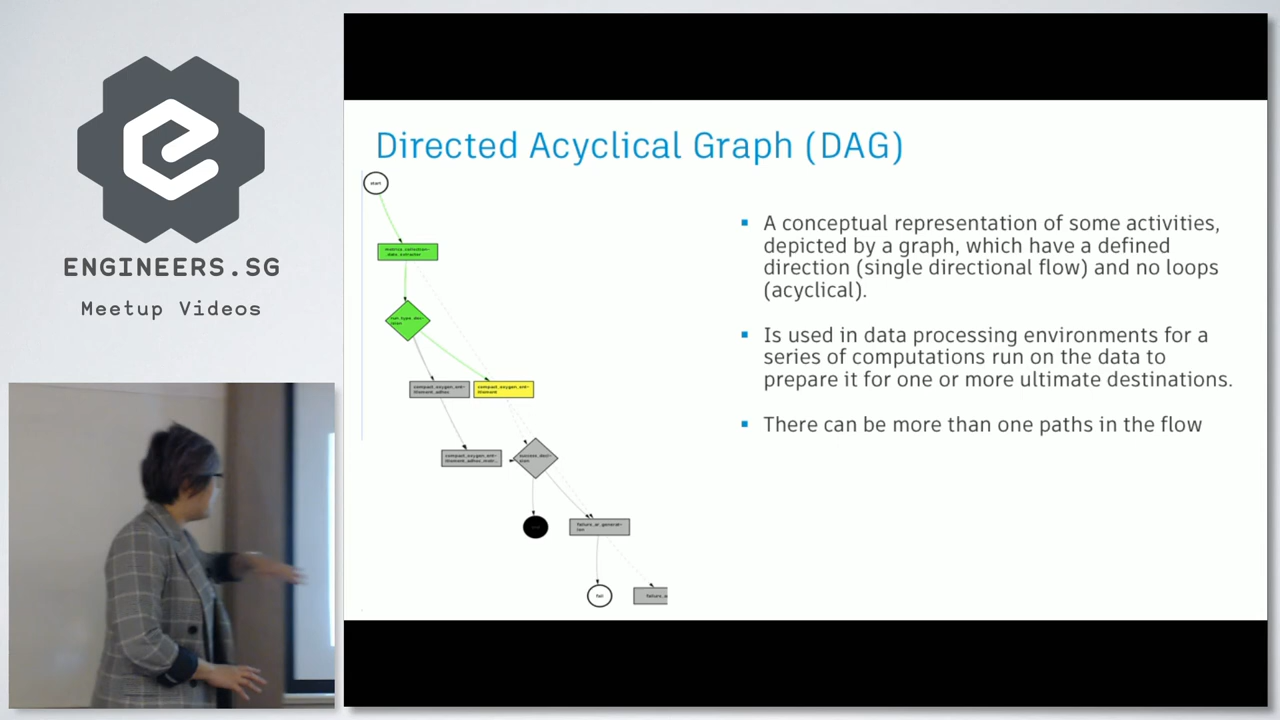 ENGINEERS.SG
Meetup Videos
Directed Acyclical Graph (DAG)
start
A conceptual representation of some activities,
depicted by a graph, which have a defined
direction (single directional flow) and no loops
(acyclical).
Is used in data processing environments for a
series of computations run on the data to
prepare it for one or more ultimate destinations.
There can be more than one paths in the flow
fail